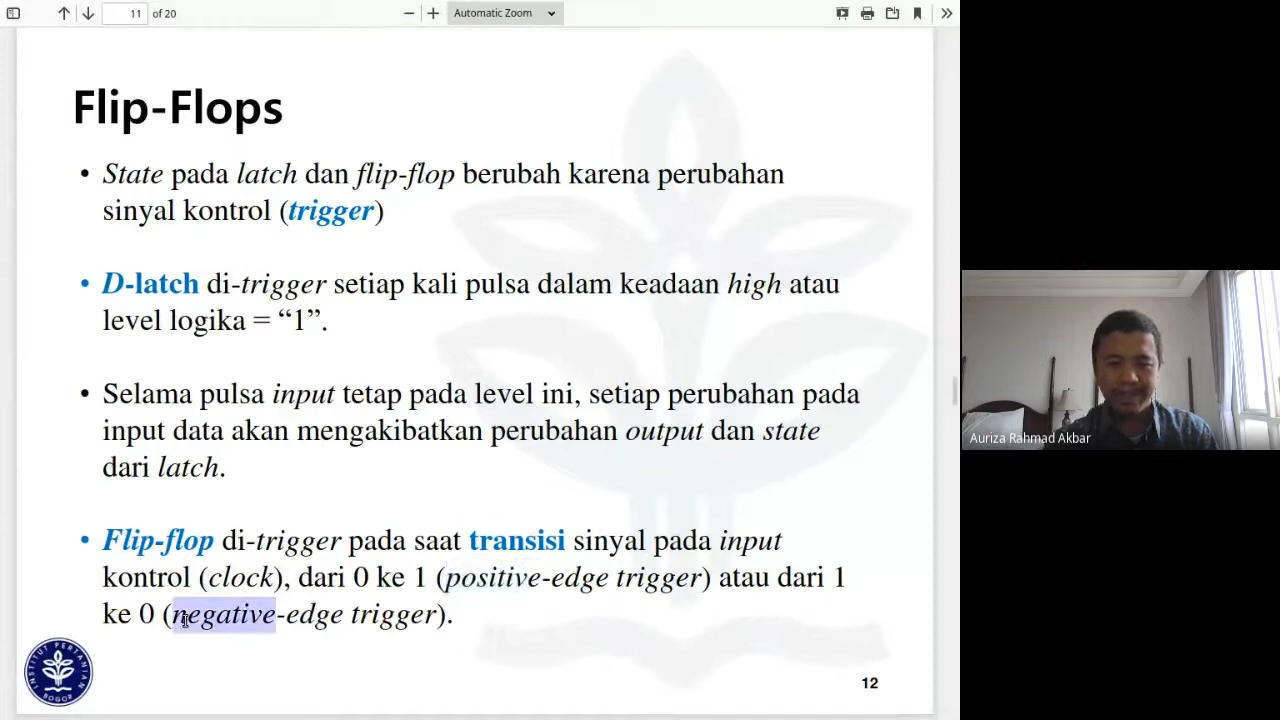 11 of 20
Automatic Zoom
Flip-Flops
• State pada latch dan flip-flop berubah karena perubahan
sinyal kontrol (trigger)
• D-latch di-trigger setiap kali pulsa dalam keadaan high atau
level logika = “1”.
• Selama pulsa input tetap pada level ini, setiap perubahan pada
input data akan mengakibatkan perubahan output dan state
dari latch.
• Flip-flop di-trigger pada saat transisi sinyal pada input
kontrol (clock), dari 0 ke 1 (positive-edge trigger) atau dari 1
ke 0 (negative-edge trigger).
INSTITUT PERTANIAN
BOGOR
12
Auriza Rahmad Akbar